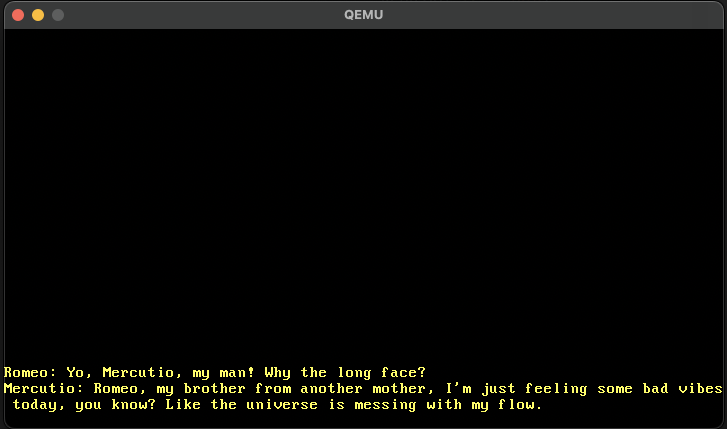 QEMU
Romeo: Yo, Mercutio, my man! Why the long face?
Mercutio: Romeo, my brother from another mother, I'm just feeling some bad vibes
 today, you know? Like the universe is messing with my flow.